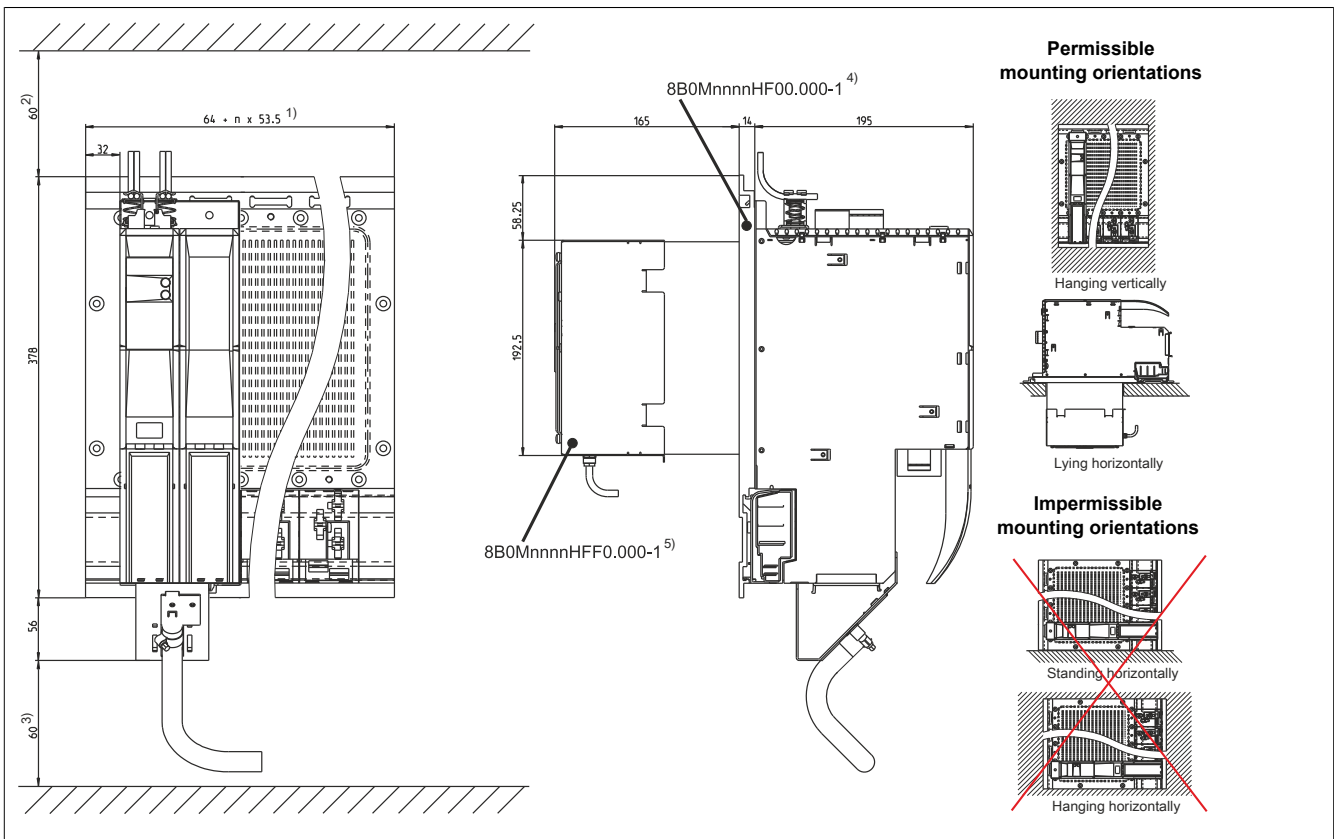 60 2)
64 + n x 53.5 1)
32
378
56
60 3)
8B0MnnnnHF00.000-1 4)
165
14
195
58.25
192.5
8B0MnnnnHFF0.000-1 5)
Permissible
mounting orientations
Hanging vertically
Lying horizontally
Impermissible
mounting orientations
Standing horizontally
Hanging horizontally